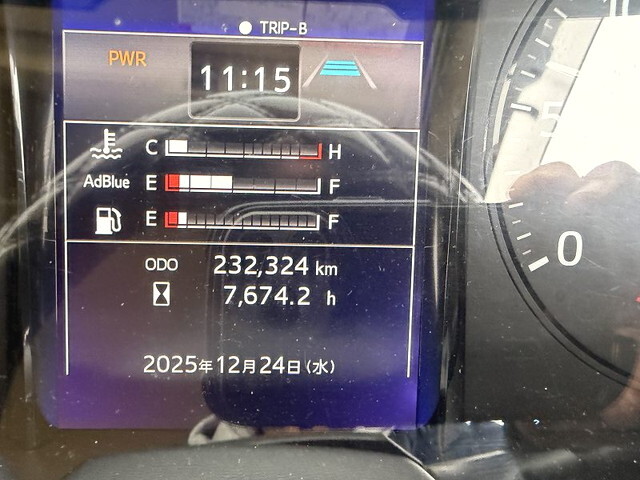 TRIP-B
PWR
11:15
C H
AdBlue E F
E F
ODO 232,324 km
7,674.2 h
2025年12月24日(水)
0